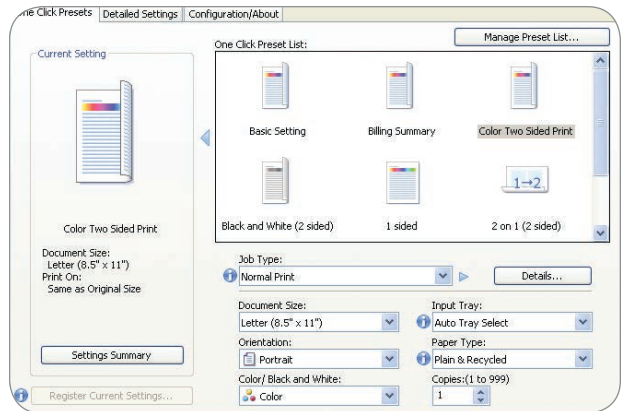 One Click Presets Detailed Settings Configuration/About
Current Setting
Color Two Sided Print
Document Size:
Letter (8.5" x 11")
Print On:
Same as Original Size
Settings Summary
Register Current Settings...
One Click Preset List:
Manage Preset List...
Basic Setting Billing Summary Color Two Sided Print
1→2
Black and White (2 sided) 1 sided 2 on 1 (2 sided)
Job Type:
Normal Print Details...
Document Size:
Letter (8.5" x 11")
Orientation:
Portrait
Color/ Black and White:
Color
Input Tray:
Auto Tray Select
Paper Type:
Plain & Recycled
Copies:(1 to 999)
1